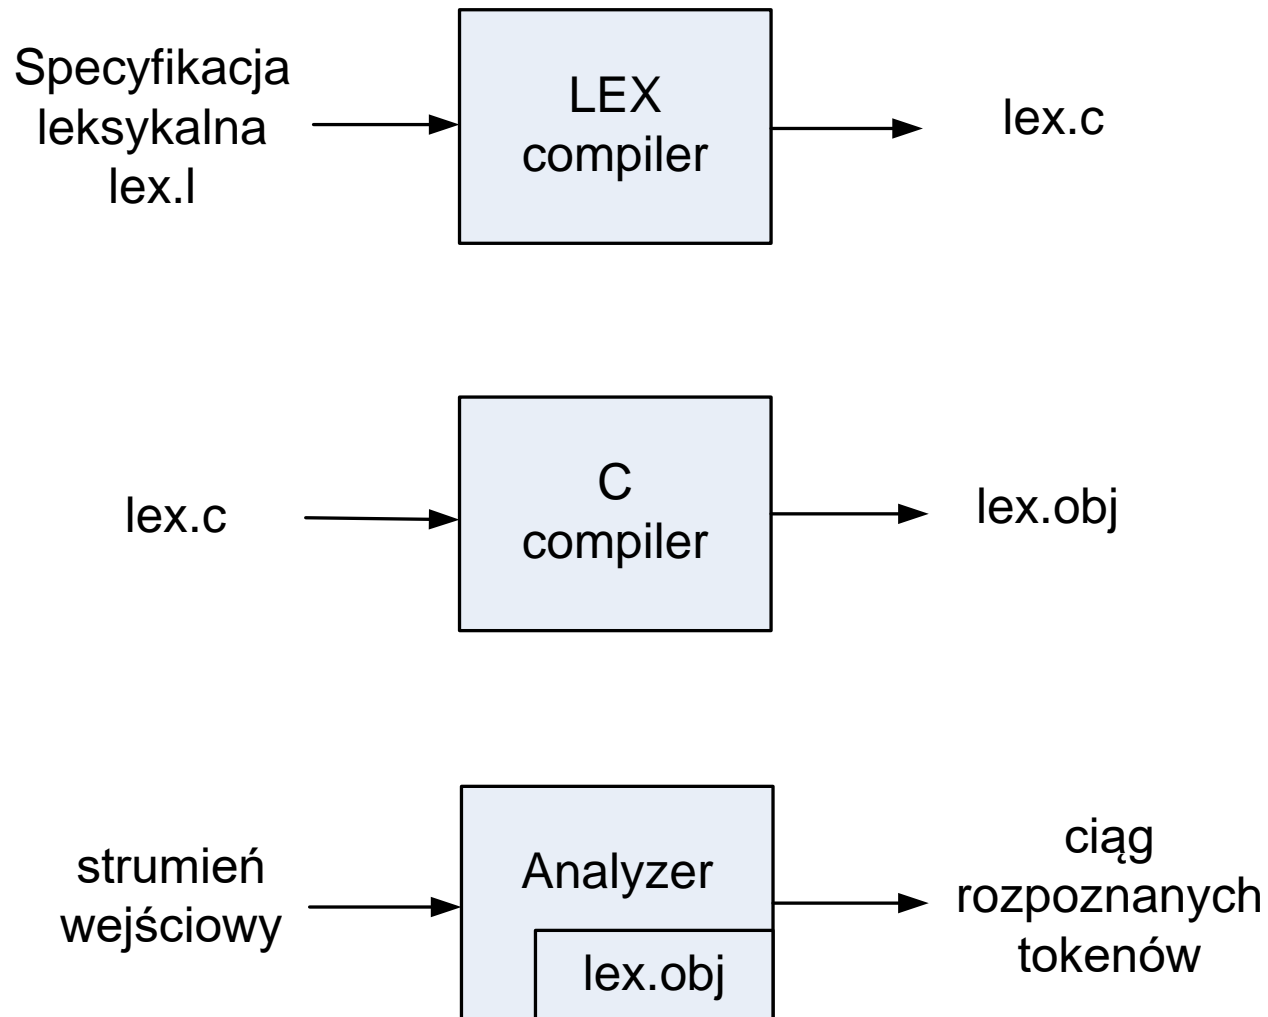 Specyfikacja
leksykalna
lex.l
LEX
compiler
lex.c
lex.c
C
compiler
lex.obj
strumień
wejściowy
Analyzer
lex.obj
ciąg
rozpoznanych
tokenów